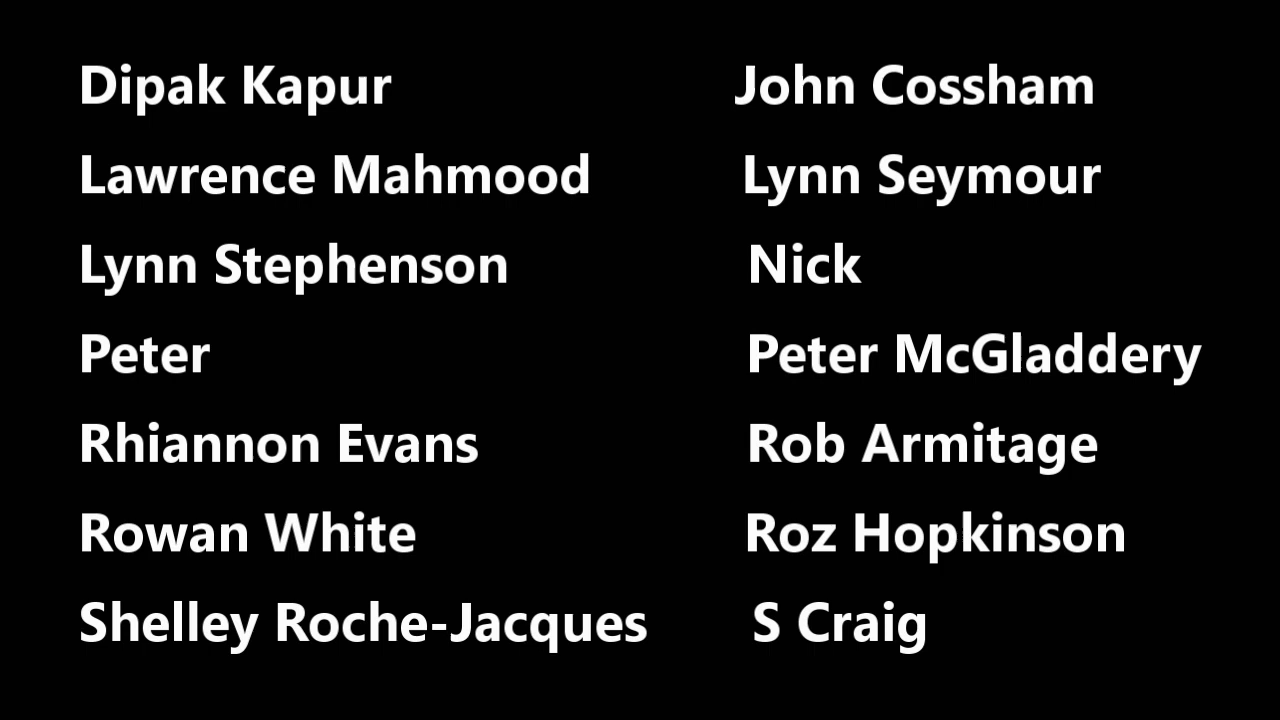 Dipak Kapur John Cossham
Lawrence Mahmood Lynn Seymour
Lynn Stephenson Nick
Peter Peter McGladdery
Rhiannon Evans Rob Armitage
Rowan White Roz Hopkinson
Shelley Roche-Jacques S Craig